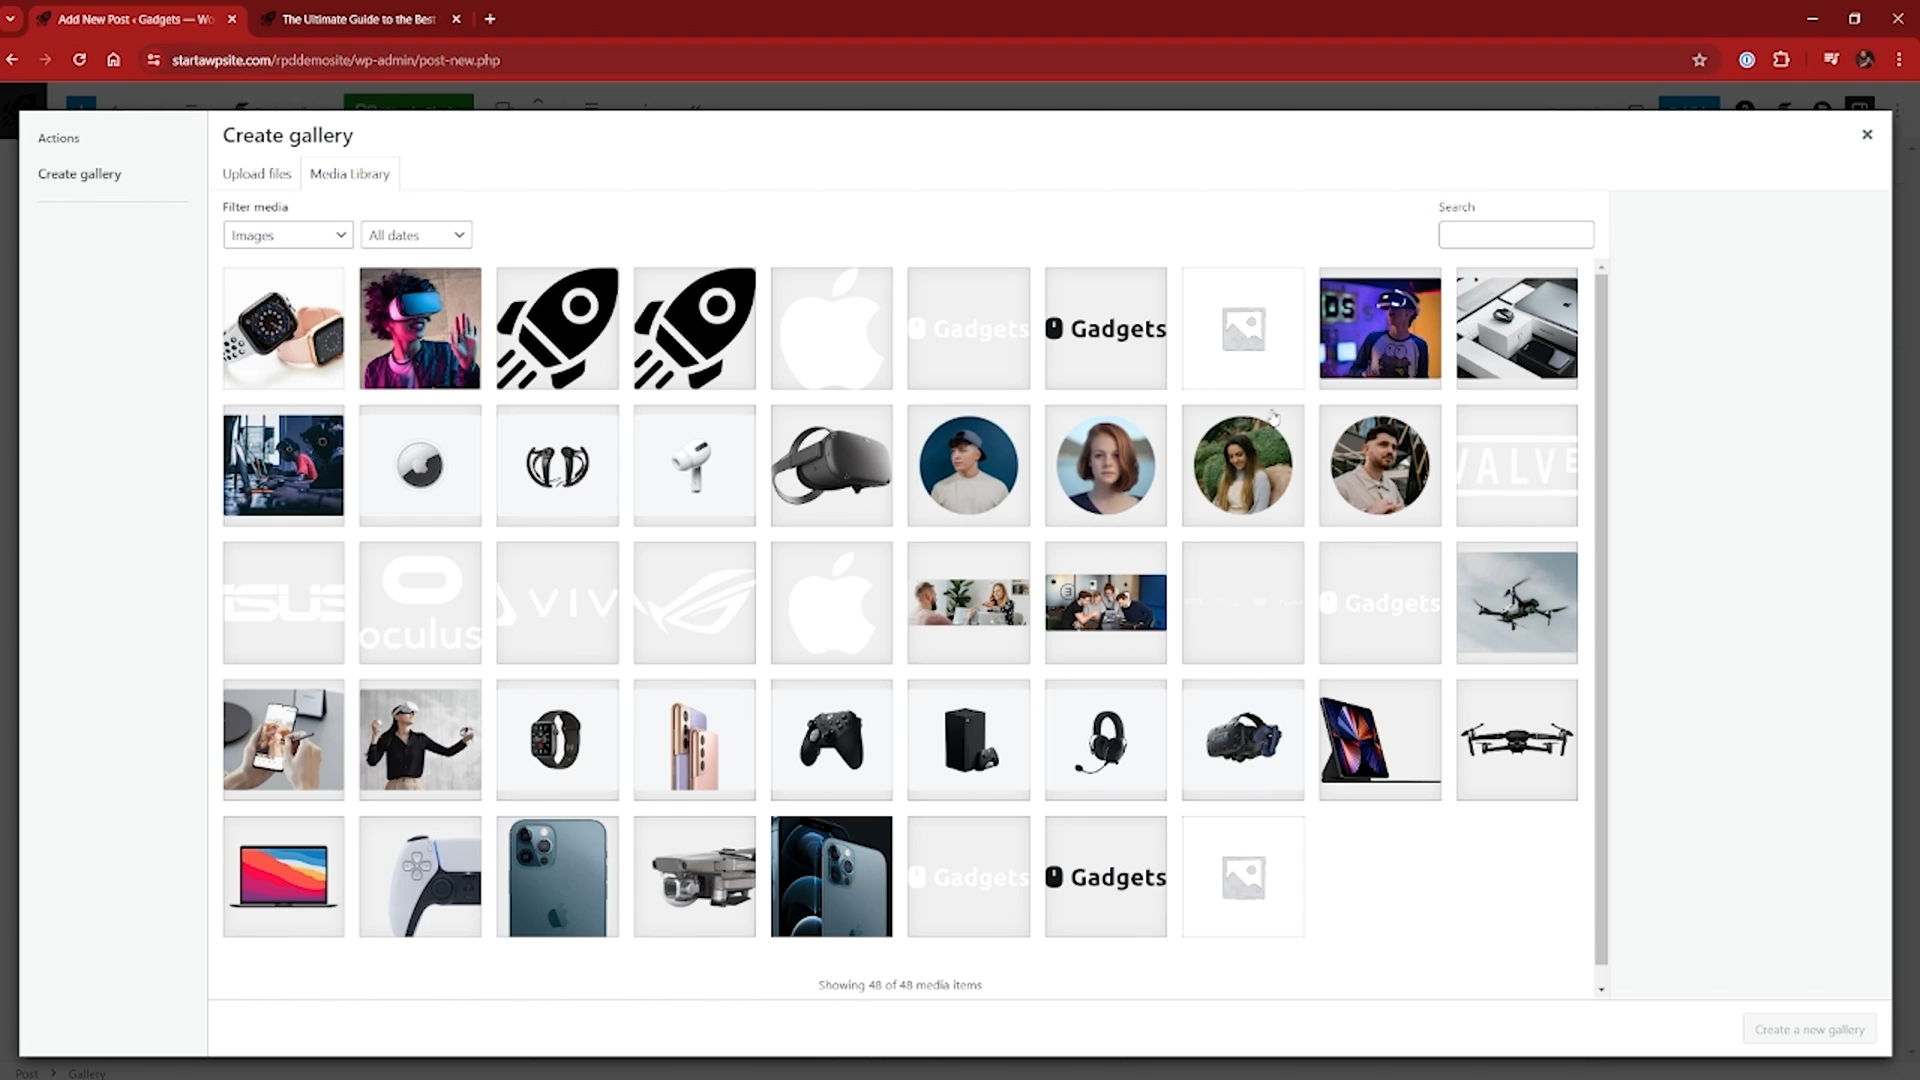 Add New Post ‹ Gadgets — Wo
The Ultimate Guide to the Best
startawpsite.com/rpddemosite/wp-admin/post-new.php
Actions
Create gallery
Create gallery
Upload files
Media Library
Filter media
Images
All dates
Search
Gadgets
Gadgets
VALVE
ISUS
oculus
VIV
Gadgets
Gadgets
Gadgets
Showing 48 of 48 media items
Create a new gallery
Post > Gallery